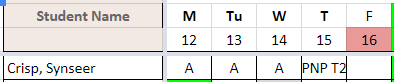 Student Name M Tu W T F
12 13 14 15 16
Crisp, Synseer A A A PNP T2